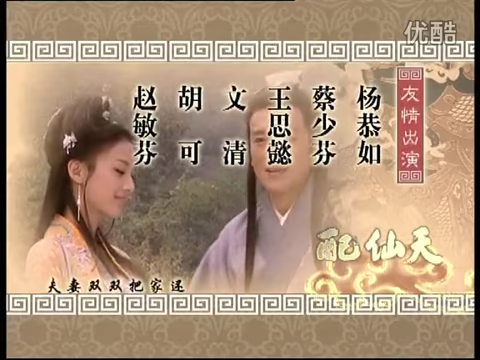 优酷
友情出演
杨恭如
蔡少芬
王思懿
文清
胡可
赵敏芬
天仙配
夫妻双双把家还